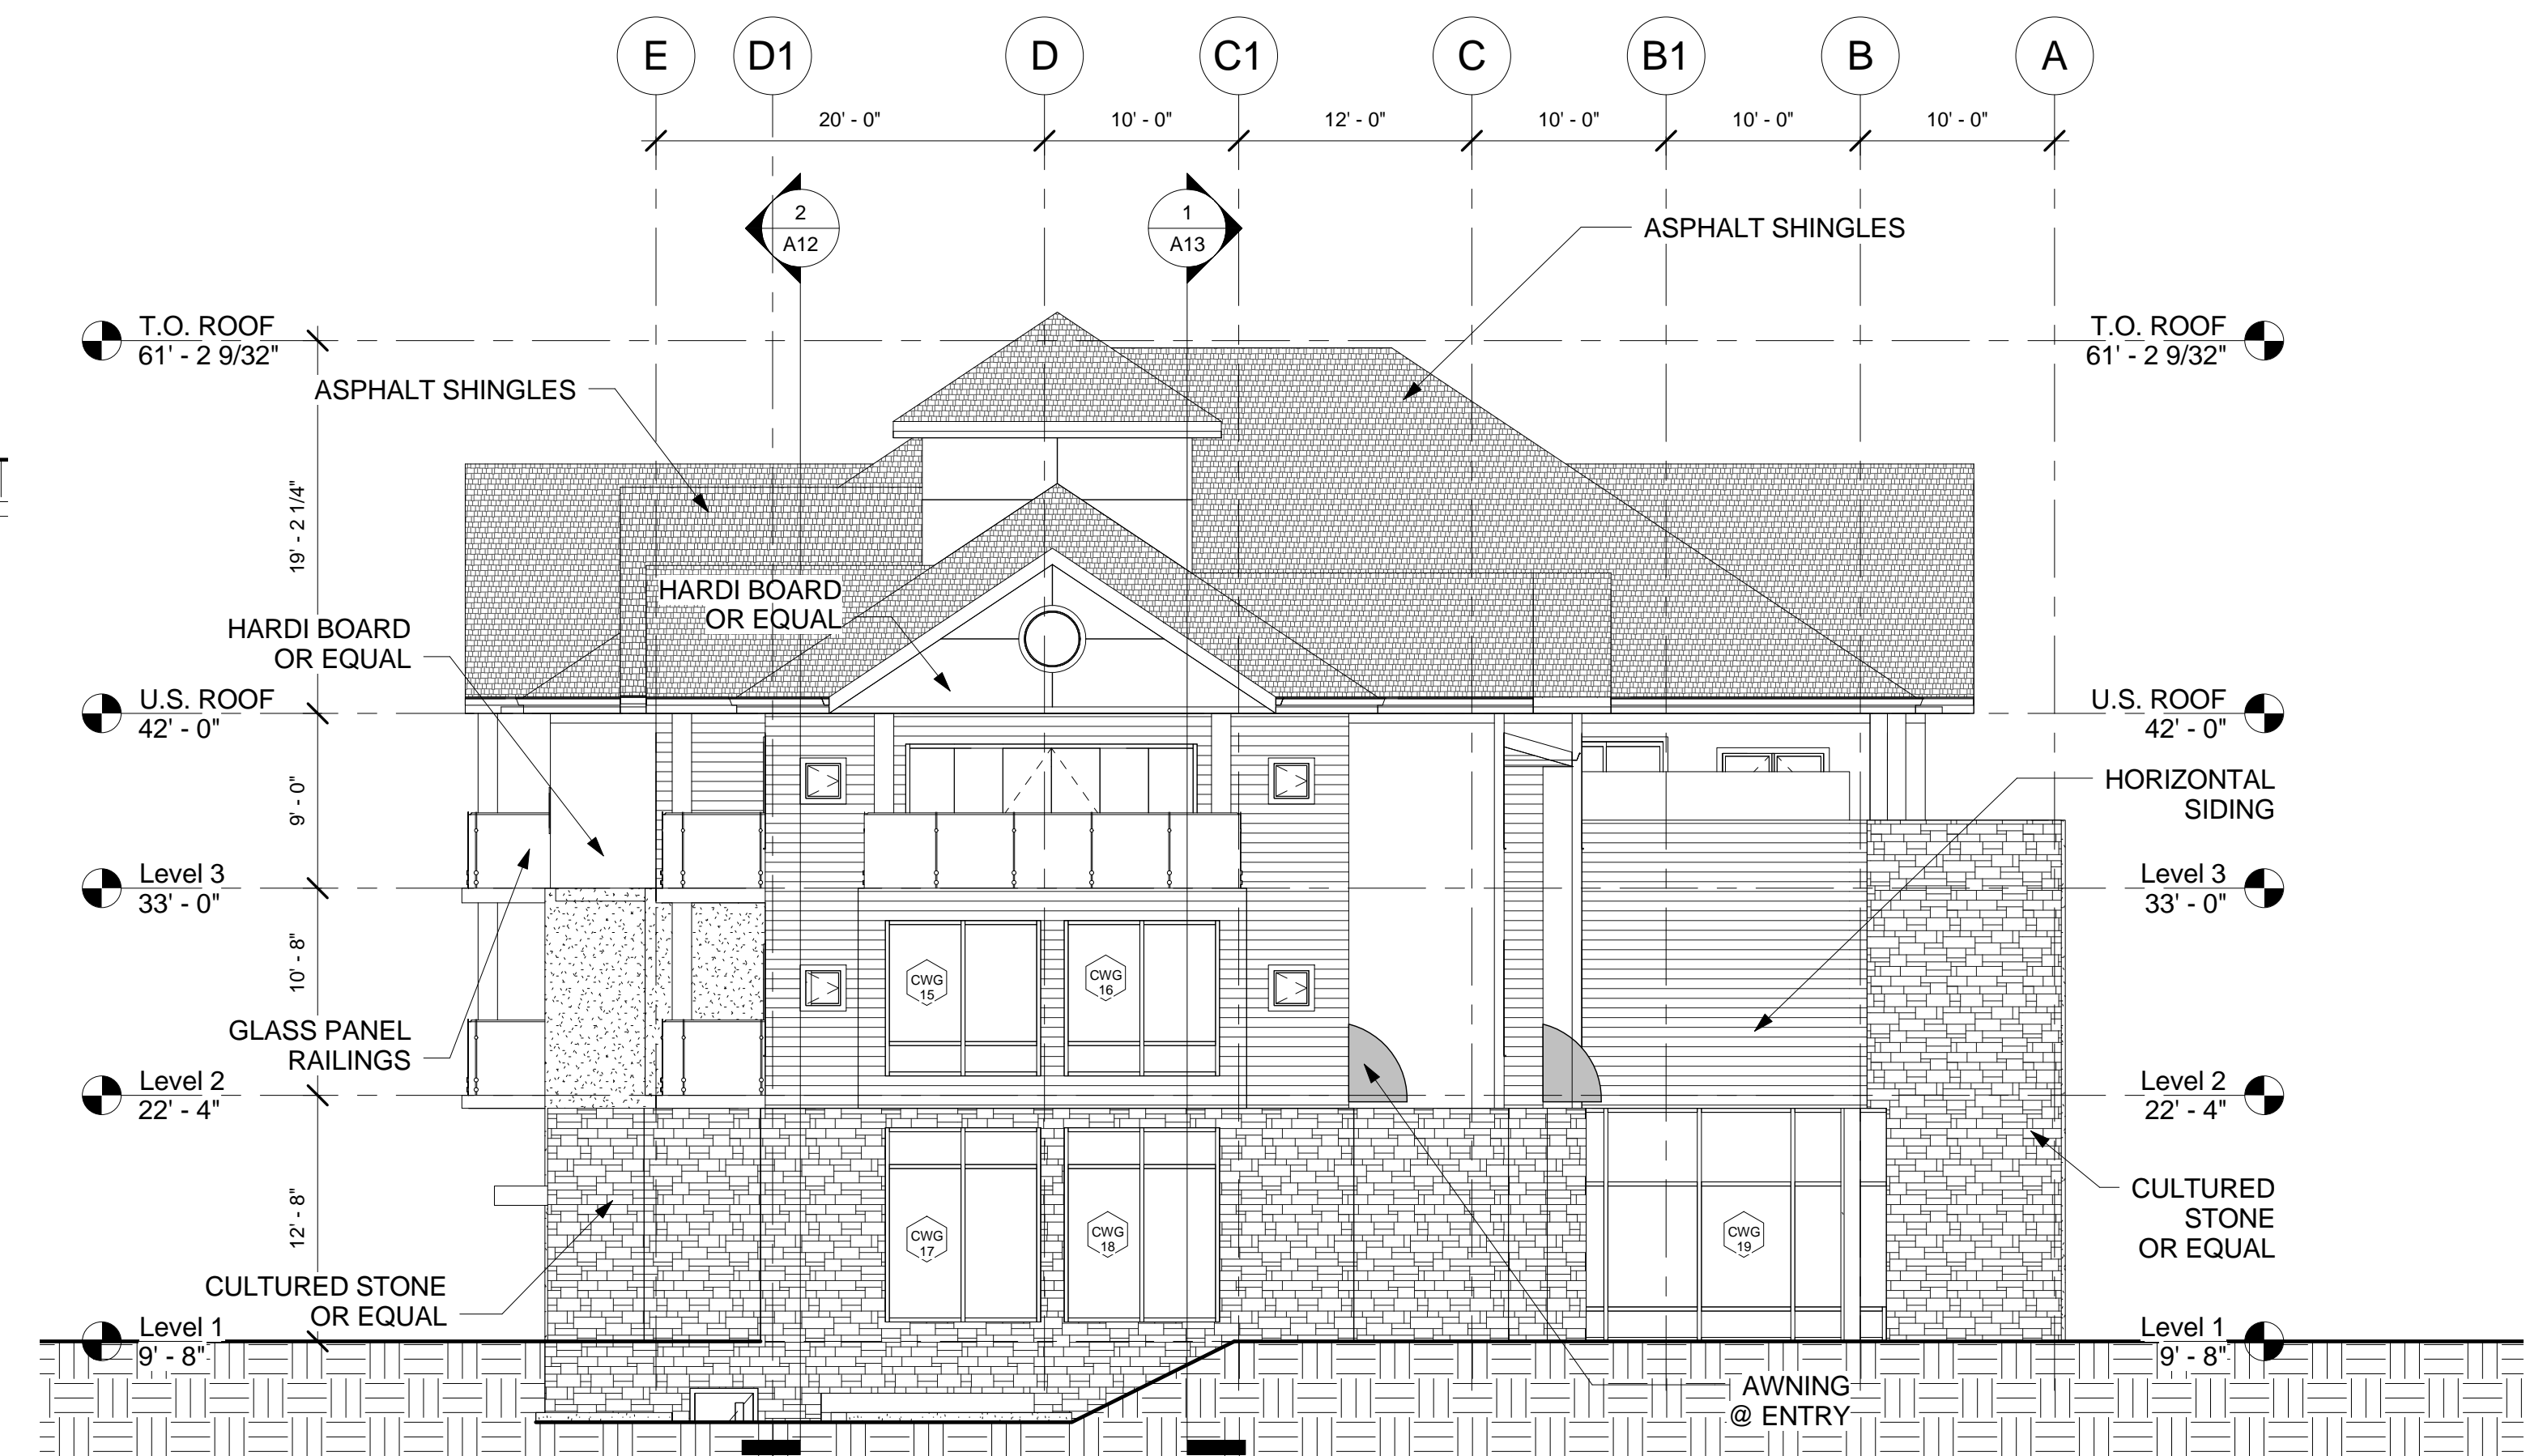 E
D1
D
C1
C
B1
B
A
20' - 0"
10' - 0"
12' - 0"
10' - 0"
10' - 0"
10' - 0"
2
A12
1
A13
ASPHALT SHINGLES
T.O. ROOF
61' - 2 9/32"
T.O. ROOF
61' - 2 9/32"
ASPHALT SHINGLES
19' - 2 1/4"
HARDI BOARD
OR EQUAL
HARDI BOARD
OR EQUAL
U.S. ROOF
42' - 0"
U.S. ROOF
42' - 0"
9' - 0"
HORIZONTAL
SIDING
Level 3
33' - 0"
Level 3
33' - 0"
10' - 8"
CWG
15
CWG
16
GLASS PANEL
RAILINGS
Level 2
22' - 4"
Level 2
22' - 4"
12' - 8"
CULTURED
STONE
OR EQUAL
CWG
17
CWG
18
CWG
19
CULTURED STONE
OR EQUAL
Level 1
9' - 8"
Level 1
9' - 8"
AWNING
@ ENTRY